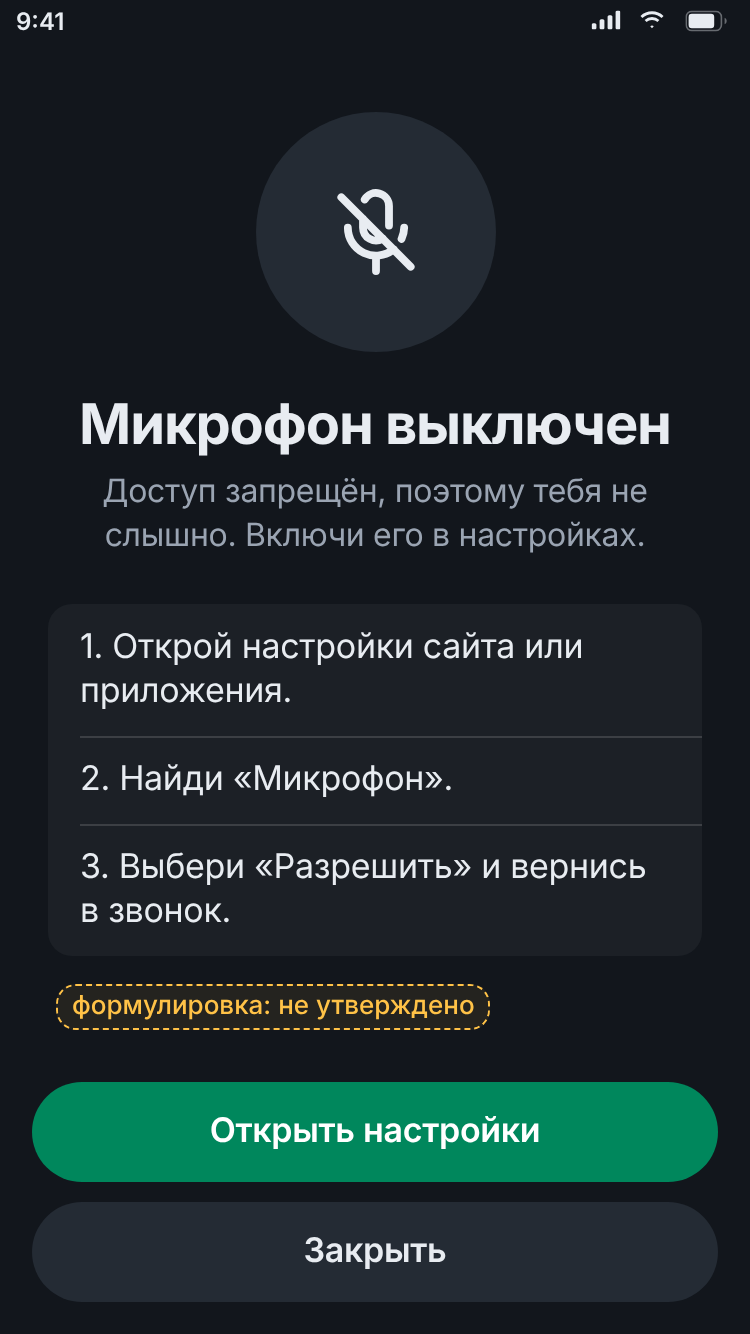 9:41
Микрофон выключен
Доступ запрещён, поэтому тебя не
слышно. Включи его в настройках.
1. Открой настройки сайта или
приложения.
2. Найди «Микрофон».
3. Выбери «Разрешить» и вернись
в звонок.
формулировка: не утверждено
Открыть настройки
Закрыть